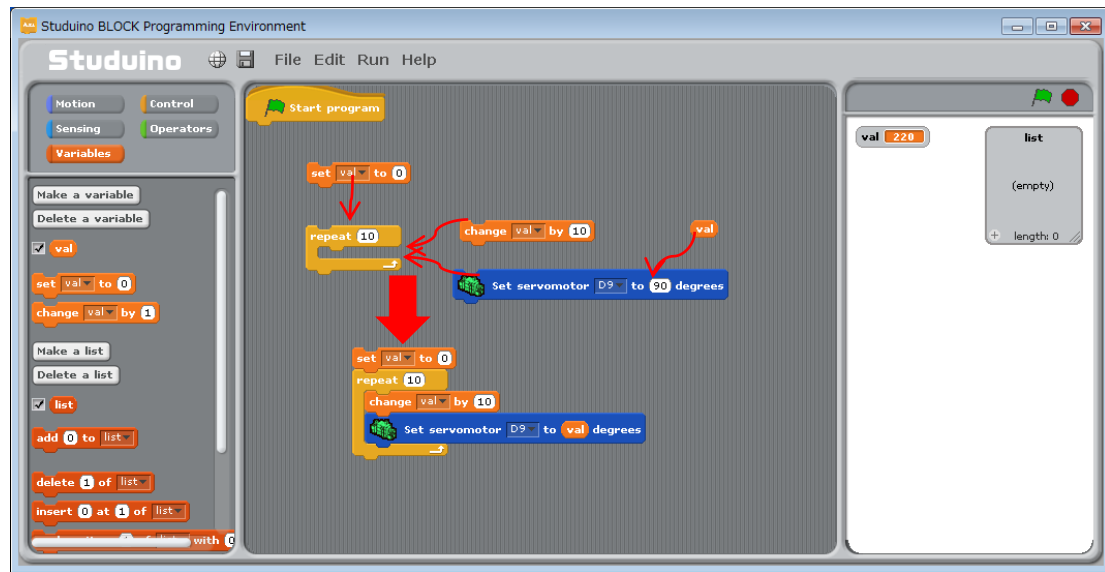 Studuino BLOCK Programming Environment
Studuino File Edit Run Help
Motion Control
Sensing Operators
Variables
Make a variable
Delete a variable
val
set val to 0
change val by 1
Make a list
Delete a list
list
add 0 to list
delete 1 of list
insert 0 at 1 of list
with 0
Start program
set val to 0
repeat 10
change val by 10
val
Set servomotor D9 to 90 degrees
set val to 0
repeat 10
change val by 10
Set servomotor D9 to val degrees
val 220
list
(empty)
+ length: 0